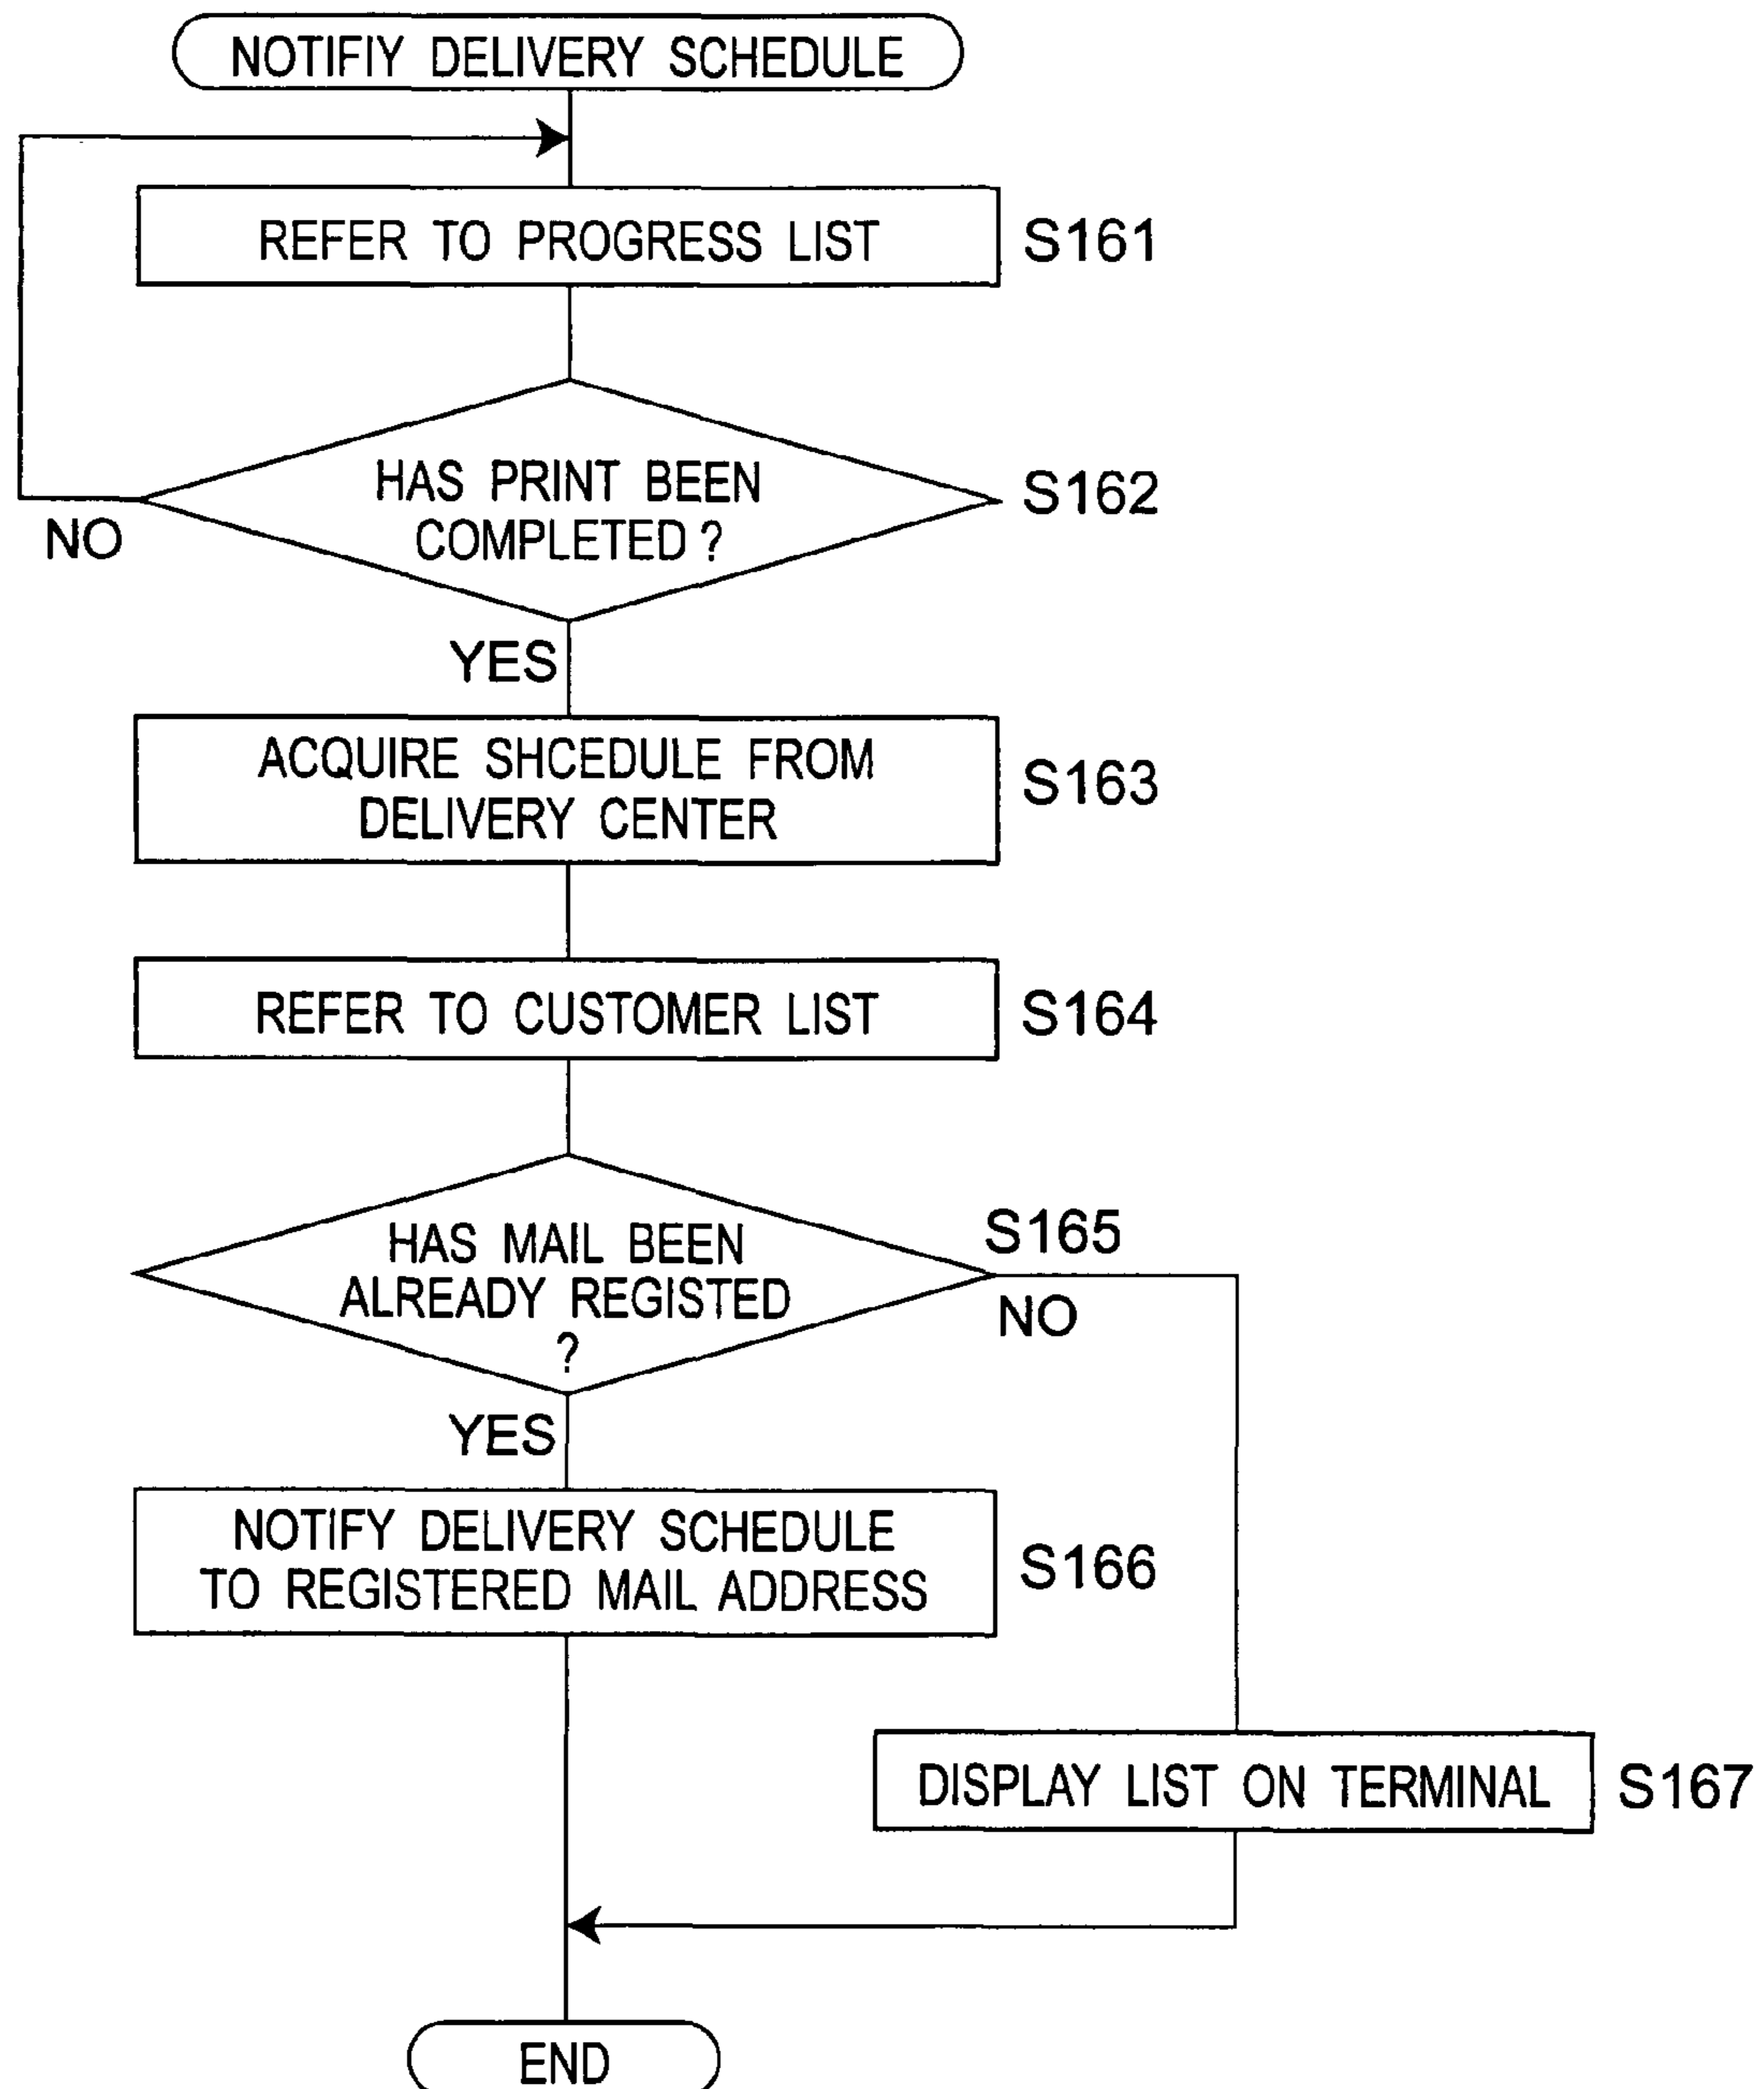 NOTIFIY DELIVERY SCHEDULE
REFER TO PROGRESS LIST
S161
HAS PRINT BEEN
COMPLETED ?
S162
NO
YES
ACQUIRE SHCEDULE FROM
DELIVERY CENTER
S163
REFER TO CUSTOMER LIST
S164
HAS MAIL BEEN
ALREADY REGISTED
?
S165
NO
YES
NOTIFY DELIVERY SCHEDULE
TO REGISTERED MAIL ADDRESS
S166
DISPLAY LIST ON TERMINAL
S167
END